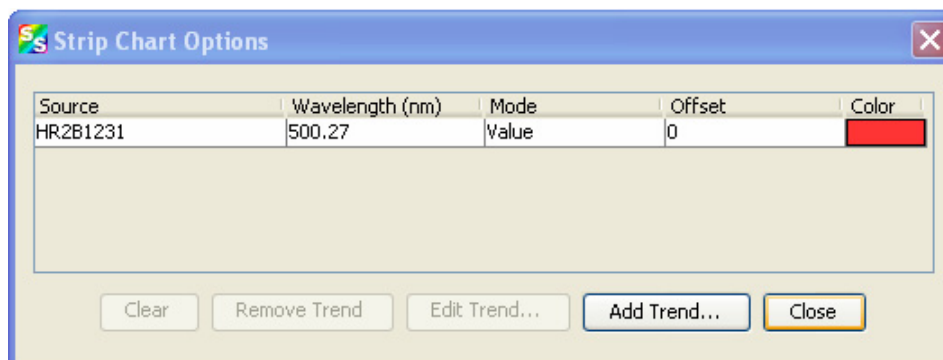 SS Strip Chart Options
Source Wavelength (nm) Mode Offset Color
HR2B1231 500.27 Value 0
Clear Remove Trend Edit Trend... Add Trend... Close